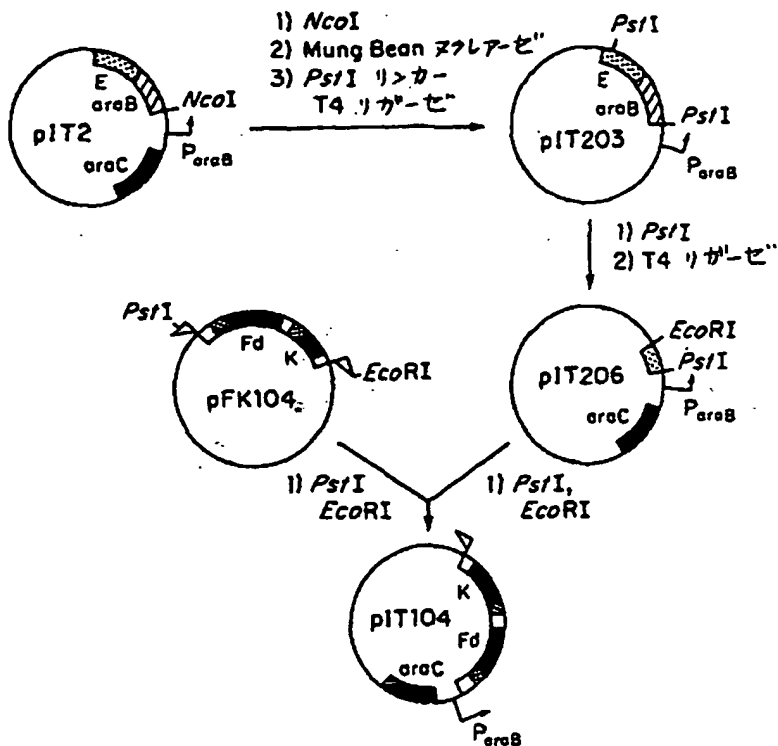 1) NcoI
2) Mung Bean ヌクレアーゼ
3) PstI リンカー
T4 リガーゼ
E
araB
NcoI
pIT2
ParaB
araC
PstI
E
araB
PstI
pIT203
ParaB
1) PstI
2) T4 リガーゼ
PstI
Fd
K
EcoRI
pFK104
EcoRI
PstI
pIT206
ParaB
araC
1) PstI
EcoRI
1) PstI,
EcoRI
K
pIT104
Fd
araC
ParaB